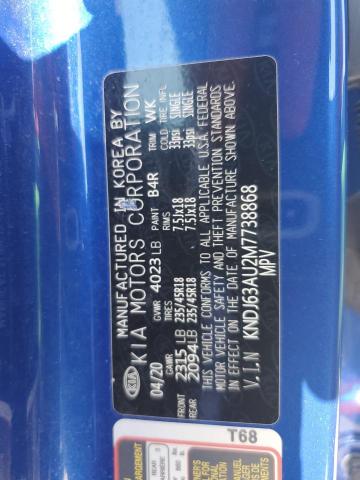 MANUFACTURED IN KOREA BY
KIA MOTORS CORPORATION
KIA
04/20 GVWR 4023 LB PAINT B4R TRIM WK
GAWR RIMS COLD TIRE INFL
FRONT 2315 LB 235/45R18 7.5Jx18 33psi SINGLE
REAR 2094 LB 235/45R18 7.5Jx18 33psi SINGLE
THIS VEHICLE CONFORMS TO ALL APPLICABLE U.S.A. FEDERAL
MOTOR VEHICLE SAFETY AND THEFT PREVENTION STANDARDS
IN EFFECT ON THE DATE OF MANUFACTURE SHOWN ABOVE.
V.I.N KNDJ63AU2M7738868
MPV
T68